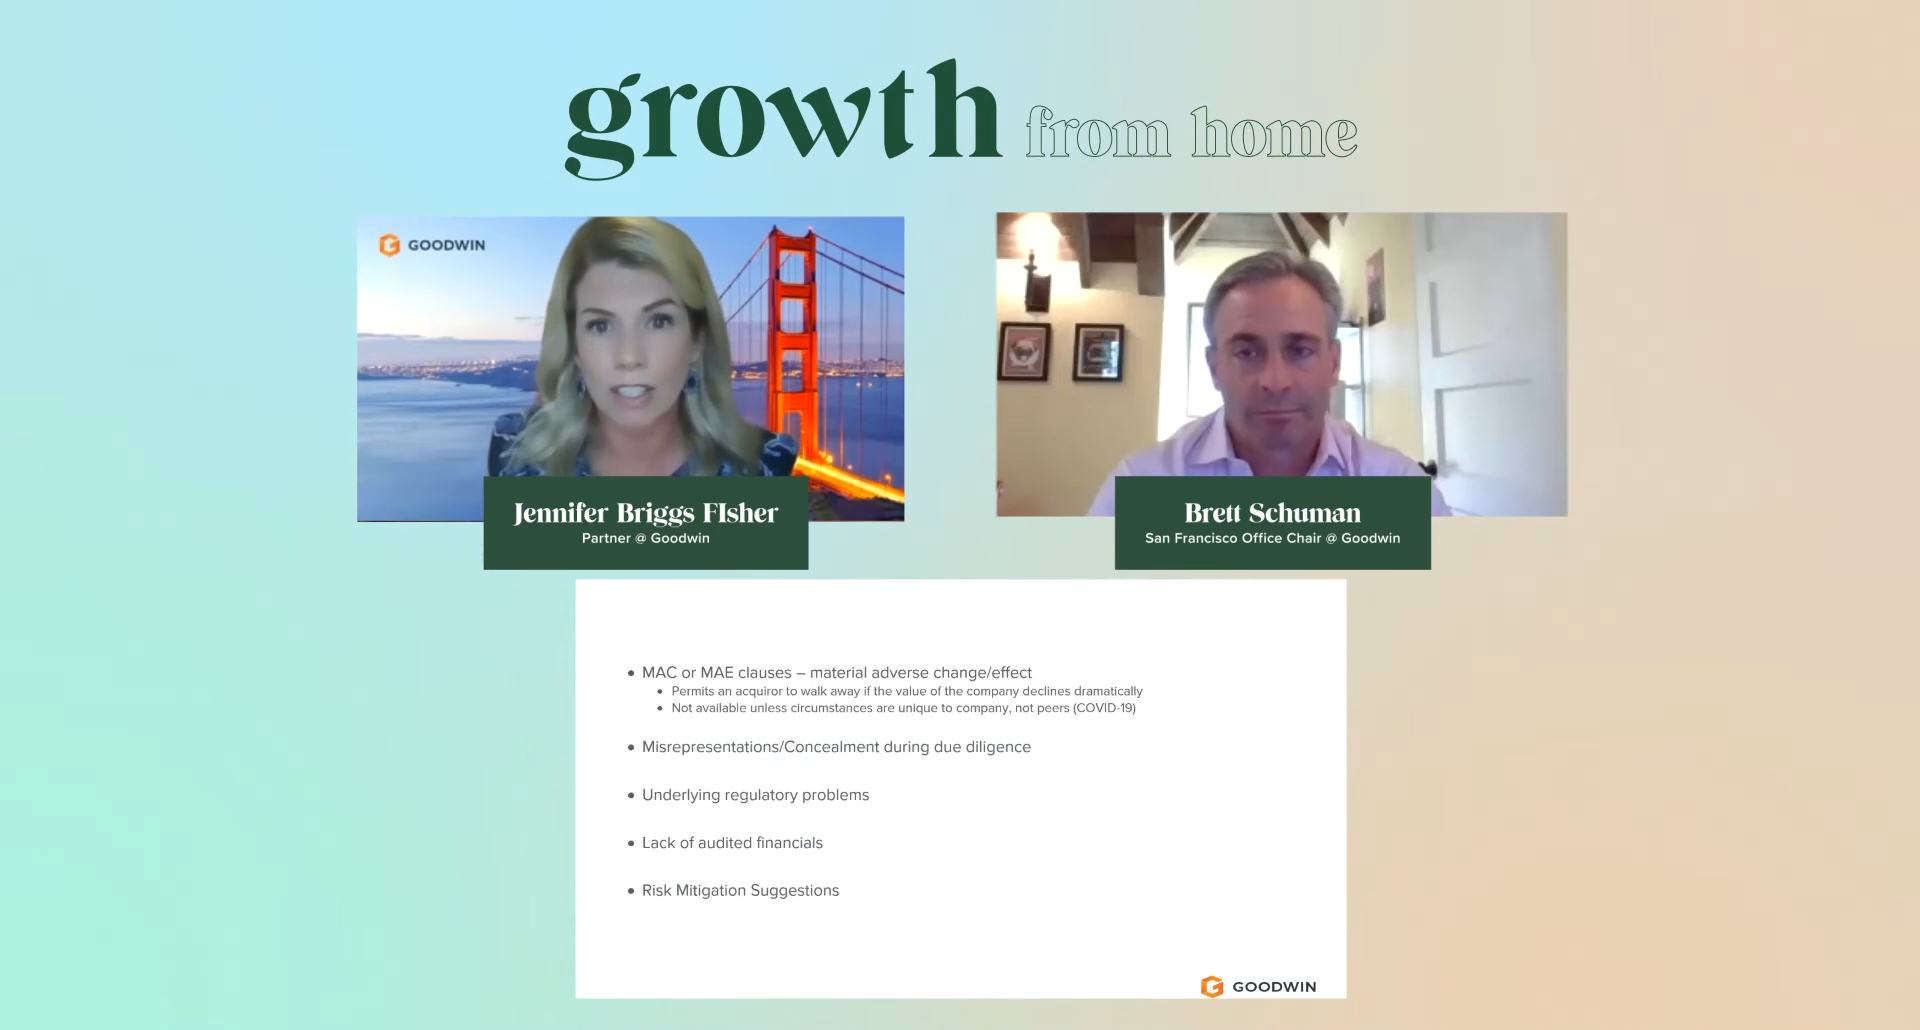 growth from home
GOODWIN
Jennifer Briggs FIsher
Partner @ Goodwin
Brett Schuman
San Francisco Office Chair @ Goodwin
• MAC or MAE clauses – material adverse change/effect
• Permits an acquiror to walk away if the value of the company declines dramatically
• Not available unless circumstances are unique to company, not peers (COVID-19)
• Misrepresentations/Concealment during due diligence
• Underlying regulatory problems
• Lack of audited financials
• Risk Mitigation Suggestions
GOODWIN